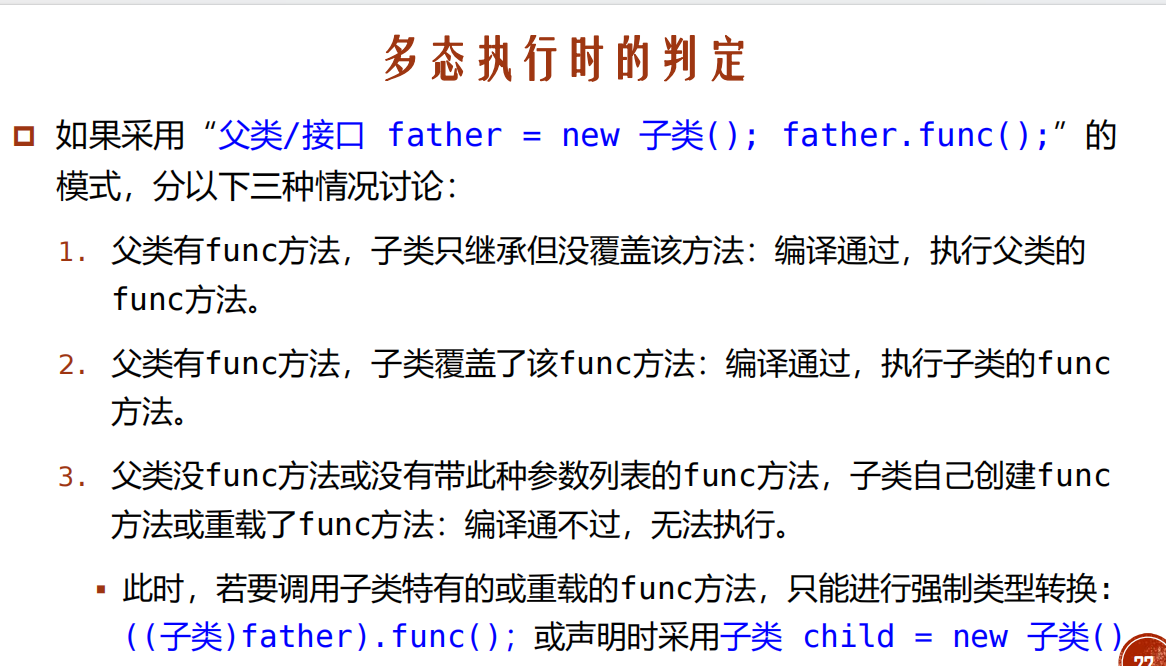 多态执行时的判定
如果采用“父类/接口 father = new 子类(); father.func();”的
模式，分以下三种情况讨论：
1. 父类有func方法，子类只继承但没覆盖该方法：编译通过，执行父类的
func方法。
2. 父类有func方法，子类覆盖了该func方法：编译通过，执行子类的func
方法。
3. 父类没func方法或没有带此种参数列表的func方法，子类自己创建func
方法或重载了func方法：编译通不过，无法执行。
此时，若要调用子类特有的或重载的func方法，只能进行强制类型转换：
((子类)father).func(); 或声明时采用子类 child = new 子类()